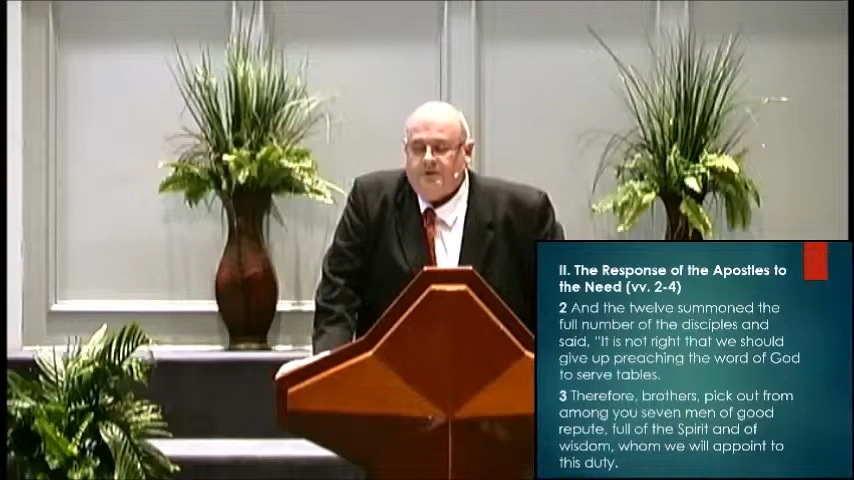 II. The Response of the Apostles to
the Need (vv. 2-4)
2 And the twelve summoned the
full number of the disciples and
said, "It is not right that we should
give up preaching the word of God
to serve tables.
3 Therefore, brothers, pick out from
among you seven men of good
repute, full of the Spirit and of
wisdom, whom we will appoint to
this duty.